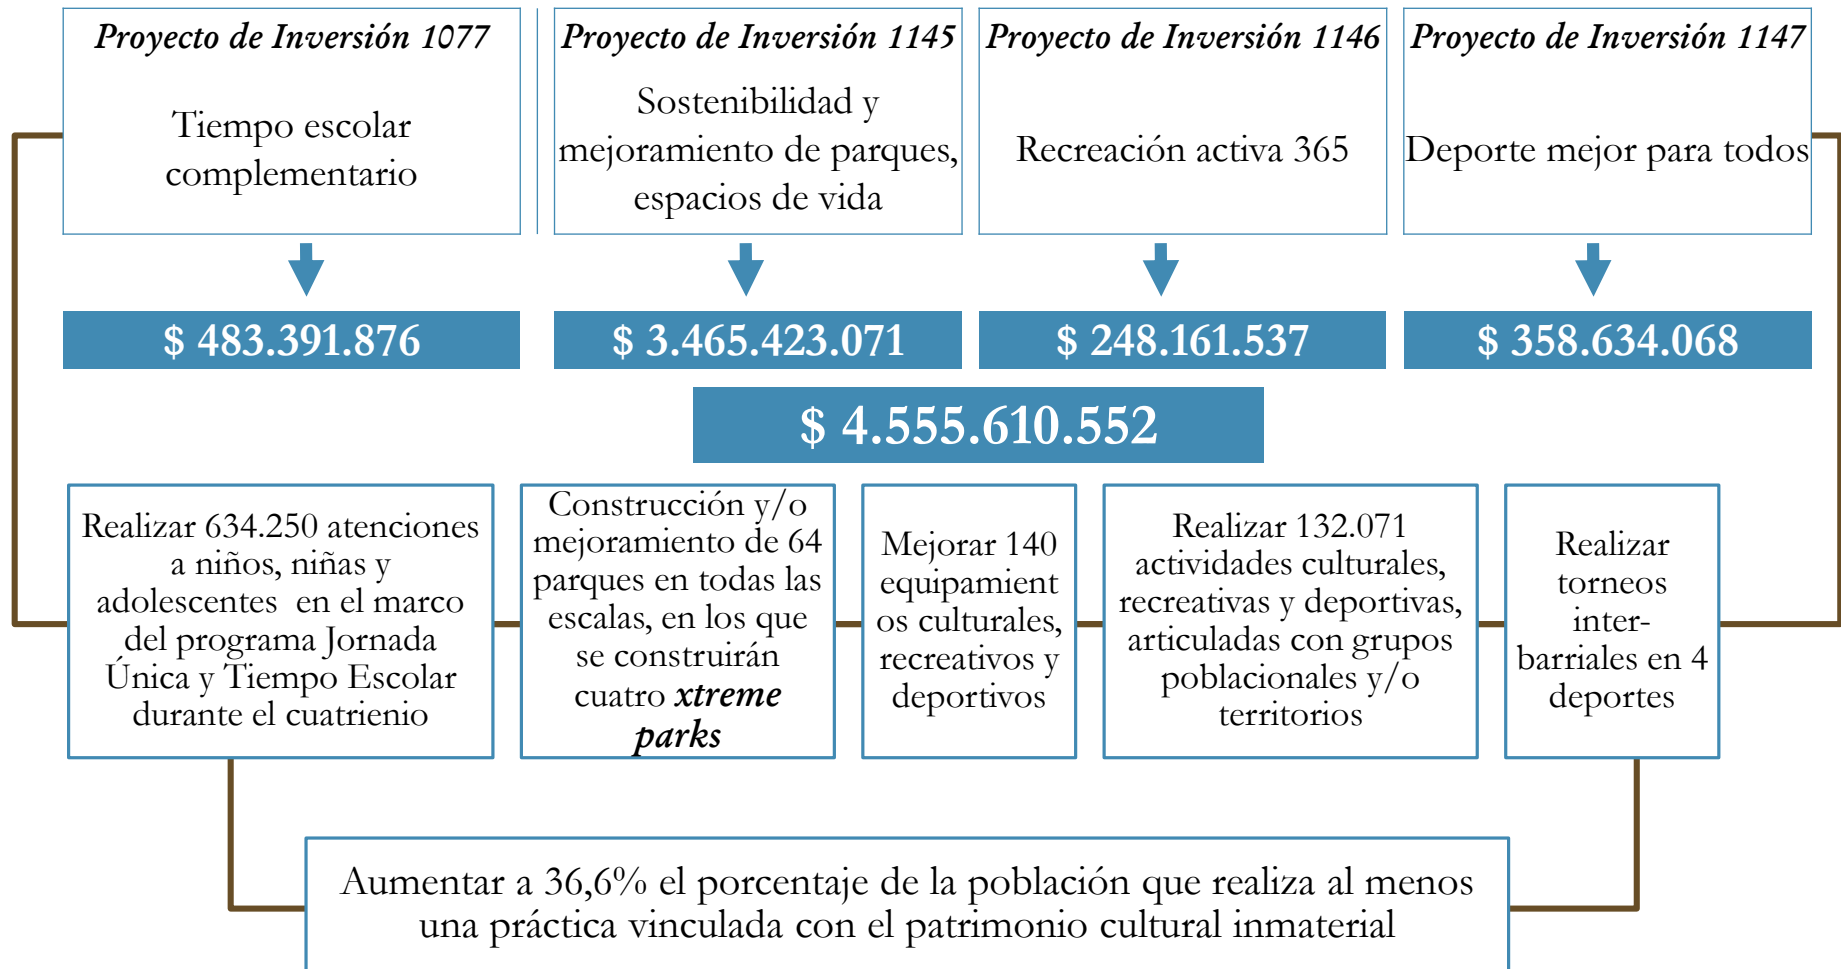 Proyecto de Inversión 1077
Tiempo escolar
complementario
Proyecto de Inversión 1145
Sostenibilidad y
mejoramiento de parques,
espacios de vida
Proyecto de Inversión 1146
Recreación activa 365
Proyecto de Inversión 1147
Deporte mejor para todos
$ 483.391.876
$ 3.465.423.071
$ 248.161.537
$ 358.634.068
$ 4.555.610.552
Realizar 634.250 atenciones
a niños, niñas y
adolescentes en el marco
del programa Jornada
Única y Tiempo Escolar
durante el cuatrienio
Construcción y/o
mejoramiento de 64
parques en todas las
escalas, en los que
se construirán
cuatro xtreme
parks
Mejorar 140
equipamient
os culturales,
recreativos y
deportivos
Realizar 132.071
actividades culturales,
recreativas y deportivas,
articuladas con grupos
poblacionales y/o
territorios
Realizar
torneos
inter-
barriales en 4
deportes
Aumentar a 36,6% el porcentaje de la población que realiza al menos
una práctica vinculada con el patrimonio cultural inmaterial